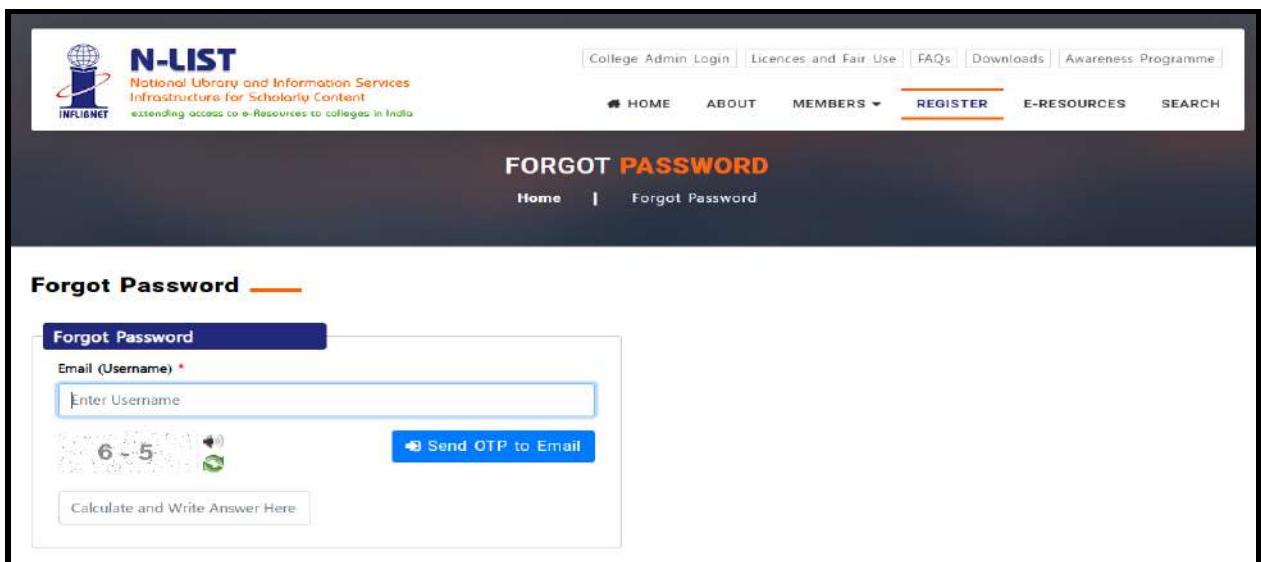 N-LIST
National Library and Information Services
Infrastructure for Scholarly Content
extending access to e-Resources to colleges in India
INFLIBNET
College Admin Login Licences and Fair Use FAQs Downloads Awareness Programme
HOME ABOUT MEMBERS REGISTER E-RESOURCES SEARCH
FORGOT PASSWORD
Home | Forgot Password
Forgot Password
Forgot Password
Email (Username) *
Enter Username
6 - 5
Send OTP to Email
Calculate and Write Answer Here